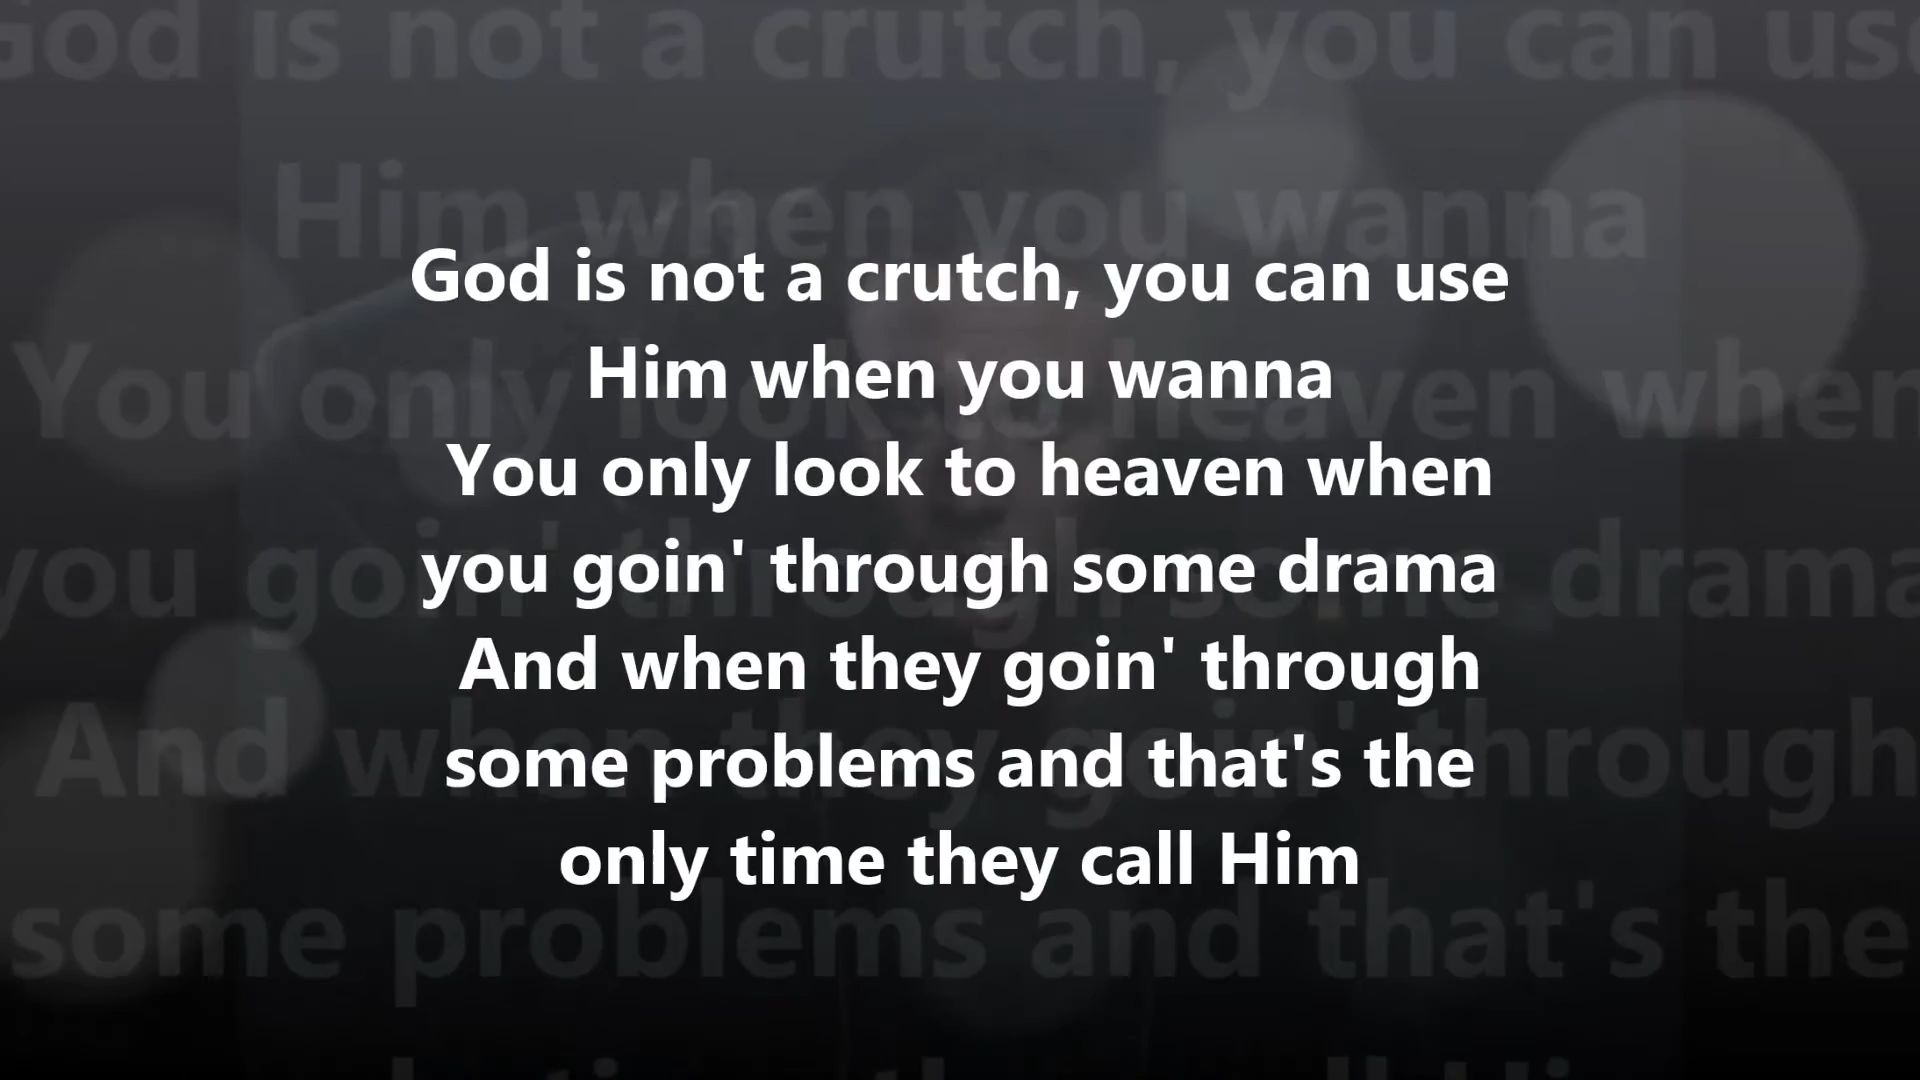 God is not a crutch, you can use
Him when you wanna
You only look to heaven when
you goin' through some drama
And when they goin' through
some problems and that's the
only time they call Him